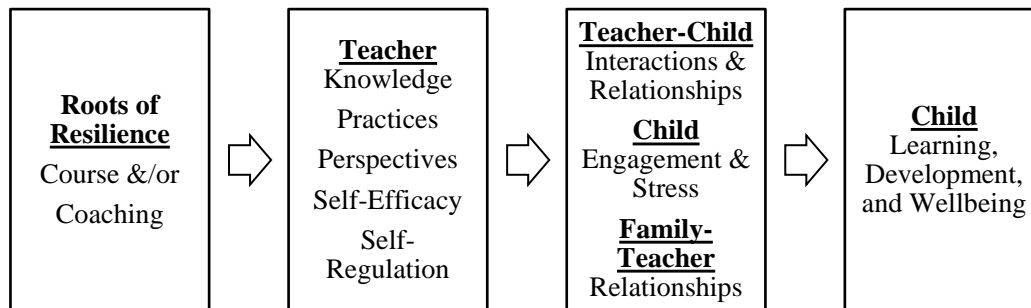 Roots of
Resilience
Course &/or
Coaching
Teacher
Knowledge
Practices
Perspectives
Self-Efficacy
Self-
Regulation
Teacher-Child
Interactions &
Relationships
Child
Engagement &
Stress
Family-
Teacher
Relationships
Child
Learning,
Development,
and Wellbeing